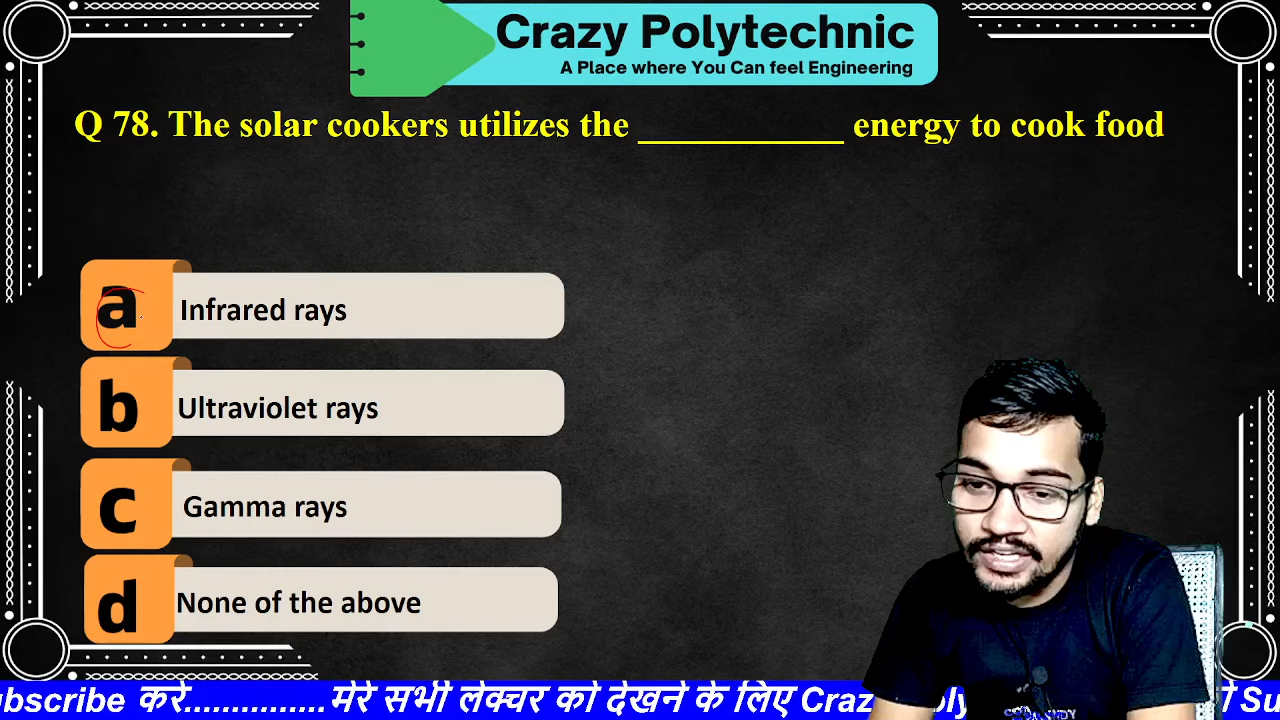 Crazy Polytechnic
A Place where You Can feel Engineering
Q 78. The solar cookers utilizes the ____________ energy to cook food
a Infrared rays
b Ultraviolet rays
c Gamma rays
d None of the above
ubscribe करे...............मेरे सभी लेक्चर को देखने के लिए Craz